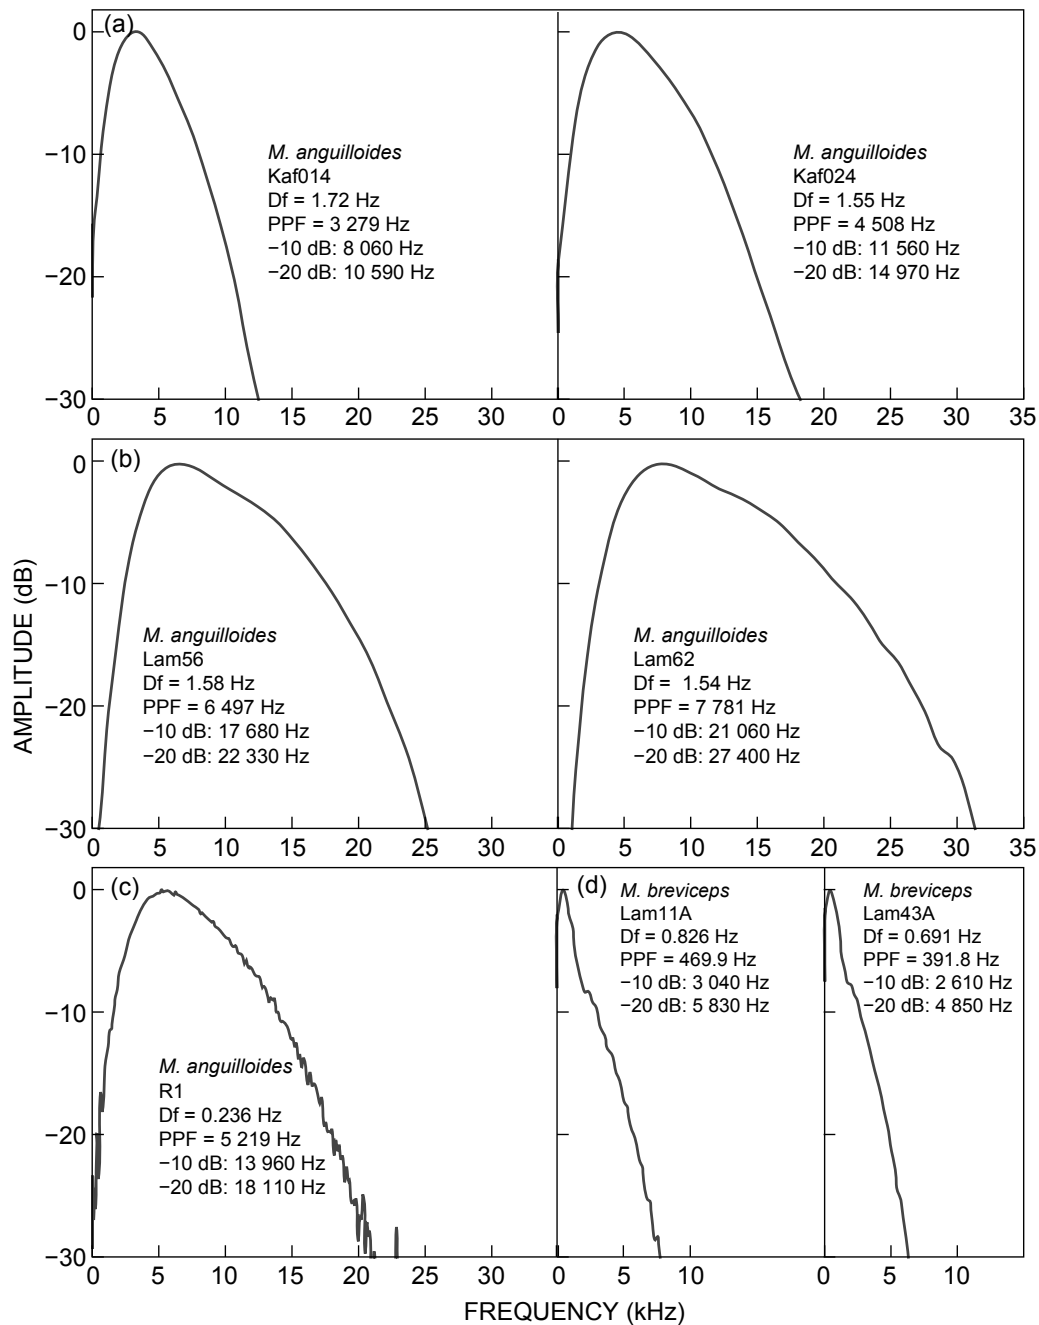 (a)
0
−10
−20
−30
M. anguilloides
Kaf014
Df = 1.72 Hz
PPF = 3 279 Hz
−10 dB: 8 060 Hz
−20 dB: 10 590 Hz
M. anguilloides
Kaf024
Df = 1.55 Hz
PPF = 4 508 Hz
−10 dB: 11 560 Hz
−20 dB: 14 970 Hz
0 5 10 15 20 25 30 0 5 10 15 20 25 30 35
(b)
0
−10
−20
−30
M. anguilloides
Lam56
Df = 1.58 Hz
PPF = 6 497 Hz
−10 dB: 17 680 Hz
−20 dB: 22 330 Hz
M. anguilloides
Lam62
Df = 1.54 Hz
PPF = 7 781 Hz
−10 dB: 21 060 Hz
−20 dB: 27 400 Hz
0 5 10 15 20 25 30 0 5 10 15 20 25 30 35
AMPLITUDE (dB)
(c)
0
−10
−20
−30
M. anguilloides
R1
Df = 0.236 Hz
PPF = 5 219 Hz
−10 dB: 13 960 Hz
−20 dB: 18 110 Hz
0 5 10 15 20 25 30
(d)
M. breviceps
Lam11A
Df = 0.826 Hz
PPF = 469.9 Hz
−10 dB: 3 040 Hz
−20 dB: 5 830 Hz
M. breviceps
Lam43A
Df = 0.691 Hz
PPF = 391.8 Hz
−10 dB: 2 610 Hz
−20 dB: 4 850 Hz
0 5 10 0 5 10
FREQUENCY (kHz)